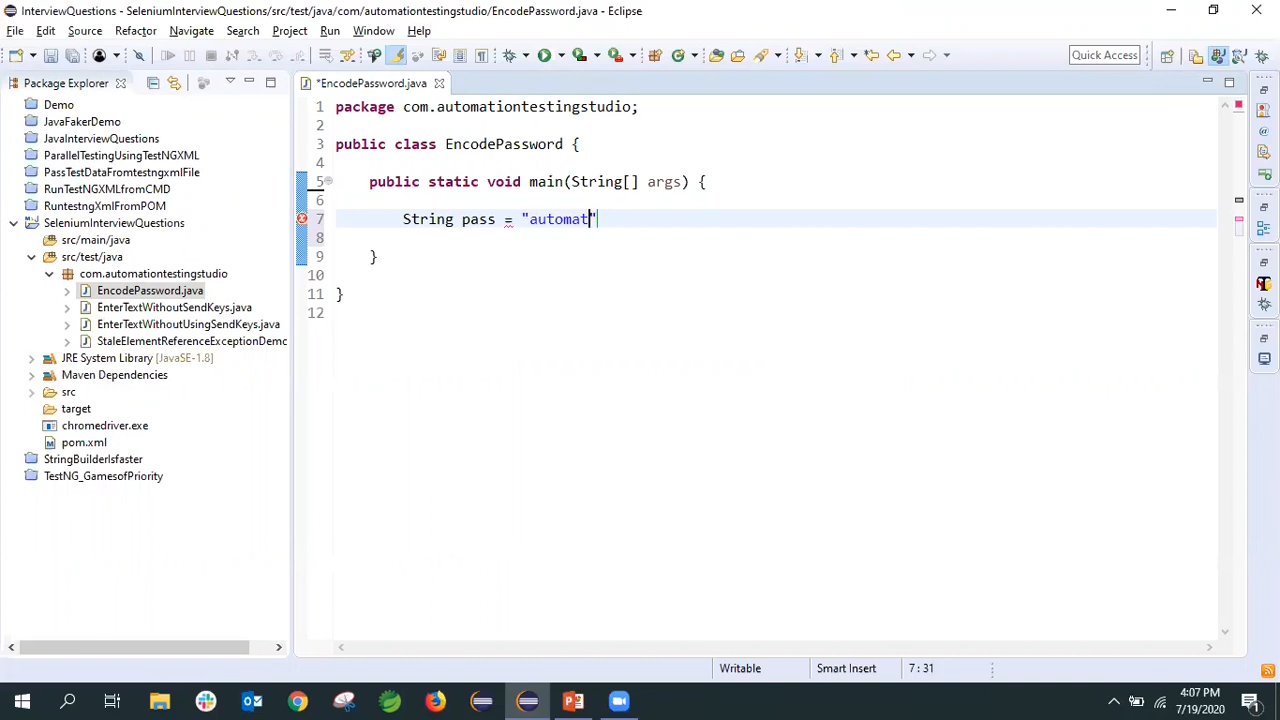 InterviewQuestions - SeleniumInterviewQuestions/src/test/java/com/automationtestingstudio/EncodePassword.java - Eclipse
File Edit Source Refactor Navigate Search Project Run Window Help
Quick Access
Package Explorer
*EncodePassword.java
Demo
JavaFakerDemo
JavaInterviewQuestions
ParallelTestingUsingTestNGXML
PassTestDataFromtestngxmlFile
RunTestNGXMLfromCMD
RuntestngXmlFromPOM
SeleniumInterviewQuestions
src/main/java
src/test/java
com.automationtestingstudio
EncodePassword.java
EnterTextWithoutSendKeys.java
EnterTextWithoutUsingSendKeys.java
StaleElementReferenceExceptionDemo
JRE System Library [JavaSE-1.8]
Maven Dependencies
src
target
chromedriver.exe
pom.xml
StringBuilderIsfaster
TestNG_GamesofPriority
1 package com.automationtestingstudio;
2
3 public class EncodePassword {
4
5 public static void main(String[] args) {
6
7 String pass = "automat"
8
9 }
10
11 }
12
Writable Smart Insert 7 : 31
4:07 PM
7/19/2020
1